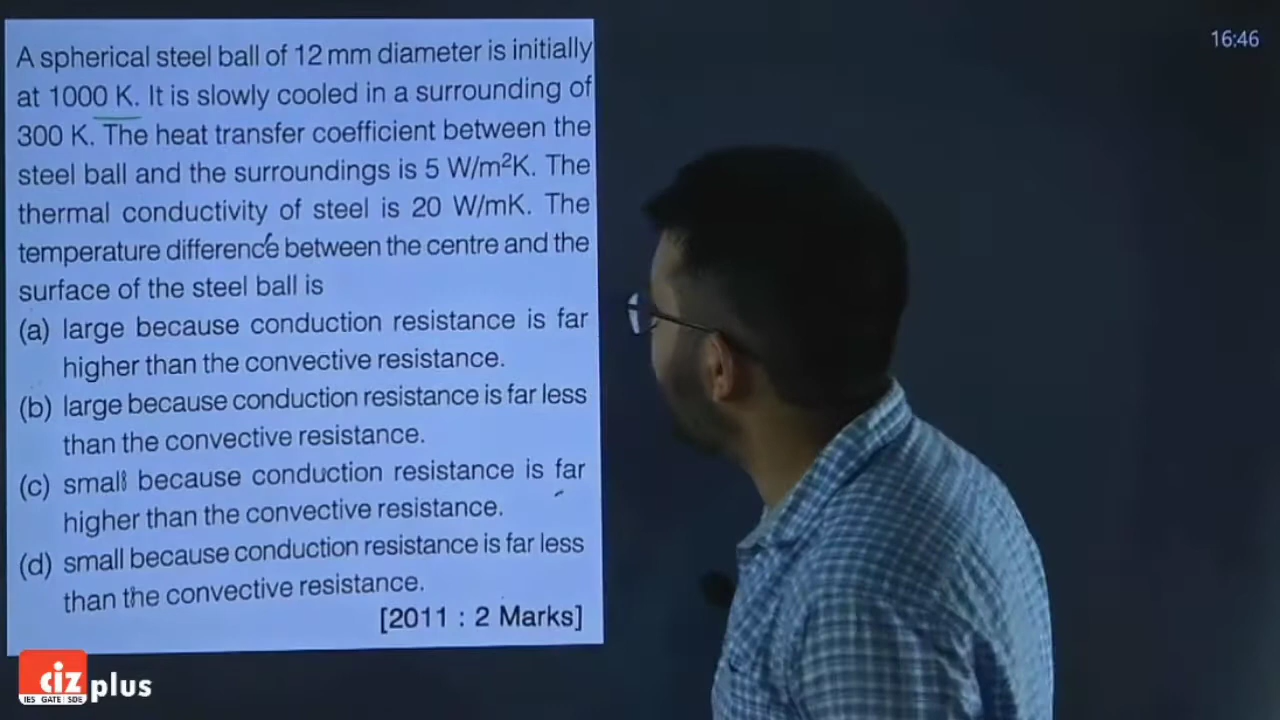 A spherical steel ball of 12 mm diameter is initially
at 1000 K. It is slowly cooled in a surrounding of
300 K. The heat transfer coefficient between the
steel ball and the surroundings is 5 W/m²K. The
thermal conductivity of steel is 20 W/mK. The
temperature difference between the centre and the
surface of the steel ball is
(a) large because conduction resistance is far
higher than the convective resistance.
(b) large because conduction resistance is far less
than the convective resistance.
(c) small because conduction resistance is far
higher than the convective resistance.
(d) small because conduction resistance is far less
than the convective resistance.
[2011 : 2 Marks]
16:46
diz plus
IES GATE SDE